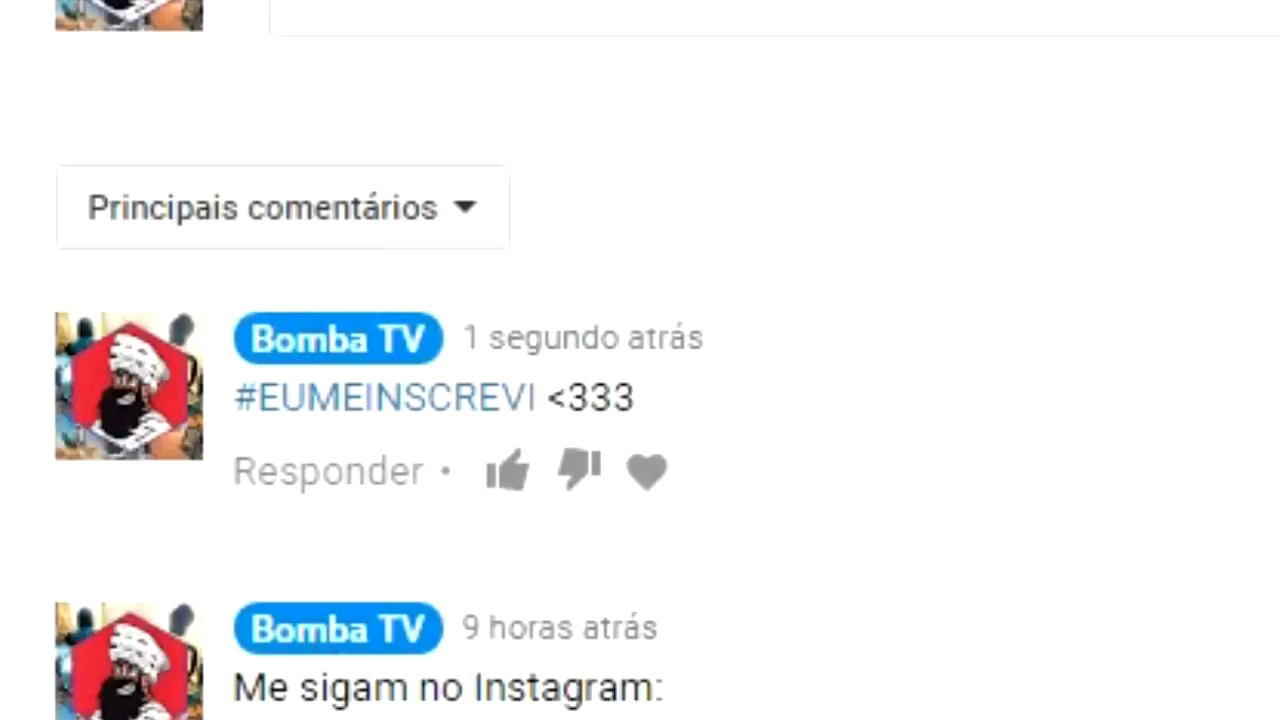 Principais comentários
Bomba TV 1 segundo atrás
#EUMEINSCREVI <333
Responder •
Bomba TV 9 horas atrás
Me sigam no Instagram: